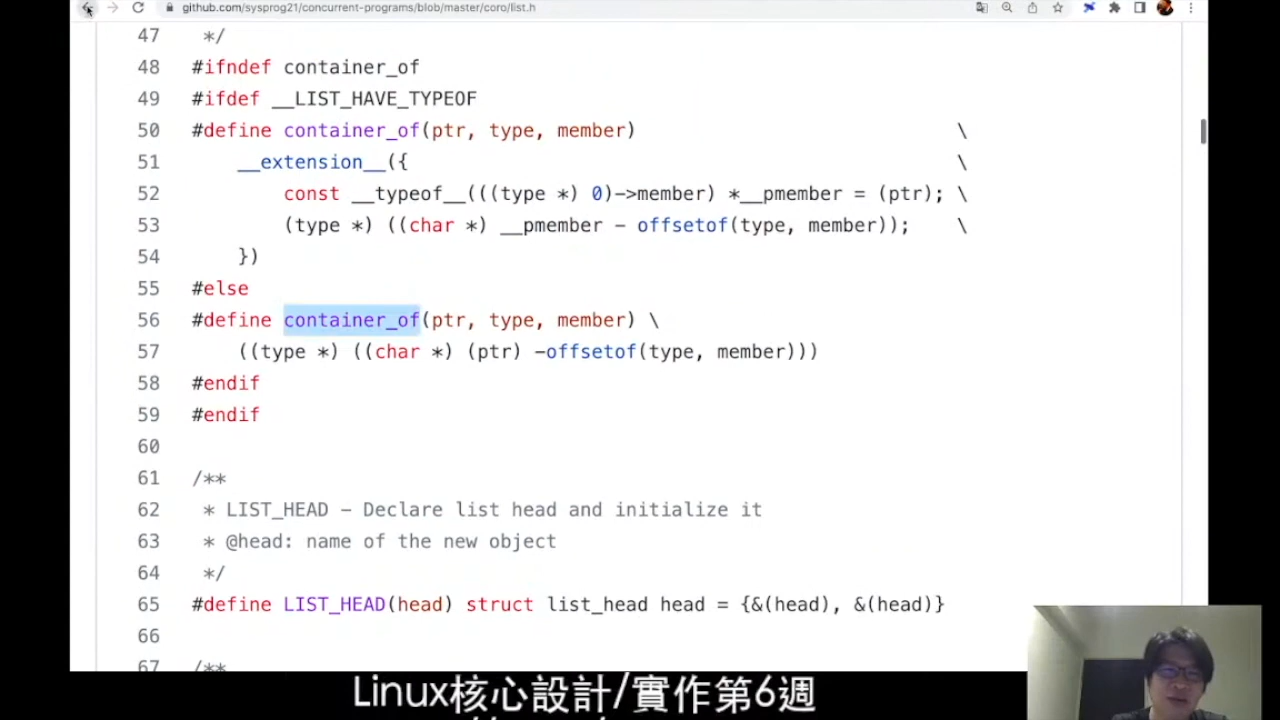 github.com/sysprog21/concurrent-programs/blob/master/coro/list.h
47 */
48 #ifndef container_of
49 #ifdef __LIST_HAVE_TYPEOF
50 #define container_of(ptr, type, member) \
51 __extension__({ \
52 const __typeof__(((type *) 0)->member) *__pmember = (ptr); \
53 (type *) ((char *) __pmember - offsetof(type, member)); \
54 })
55 #else
56 #define container_of(ptr, type, member) \
57 ((type *) ((char *) (ptr) -offsetof(type, member)))
58 #endif
59 #endif
60
61 /**
62 * LIST_HEAD - Declare list head and initialize it
63 * @head: name of the new object
64 */
65 #define LIST_HEAD(head) struct list_head head = {&(head), &(head)}
66
67 /**
Linux核心設計/實作第6週